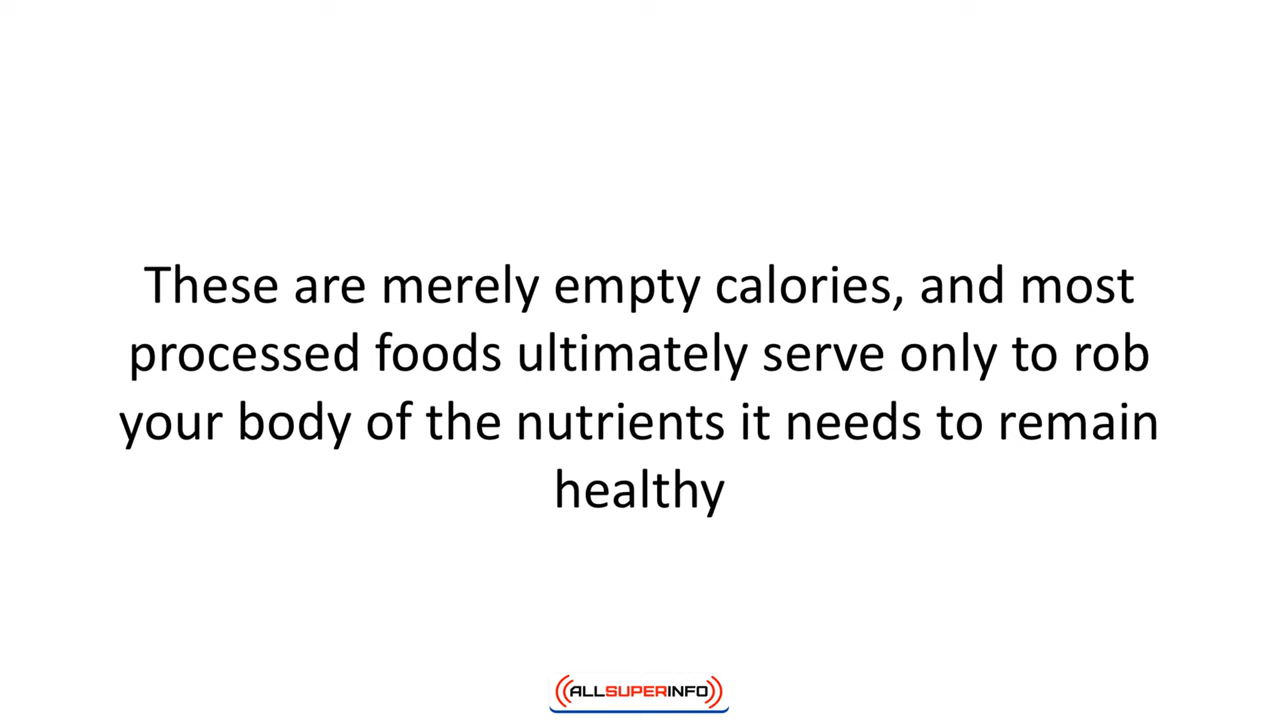 These are merely empty calories, and most
processed foods ultimately serve only to rob
your body of the nutrients it needs to remain
healthy
ALLSUPERINFO